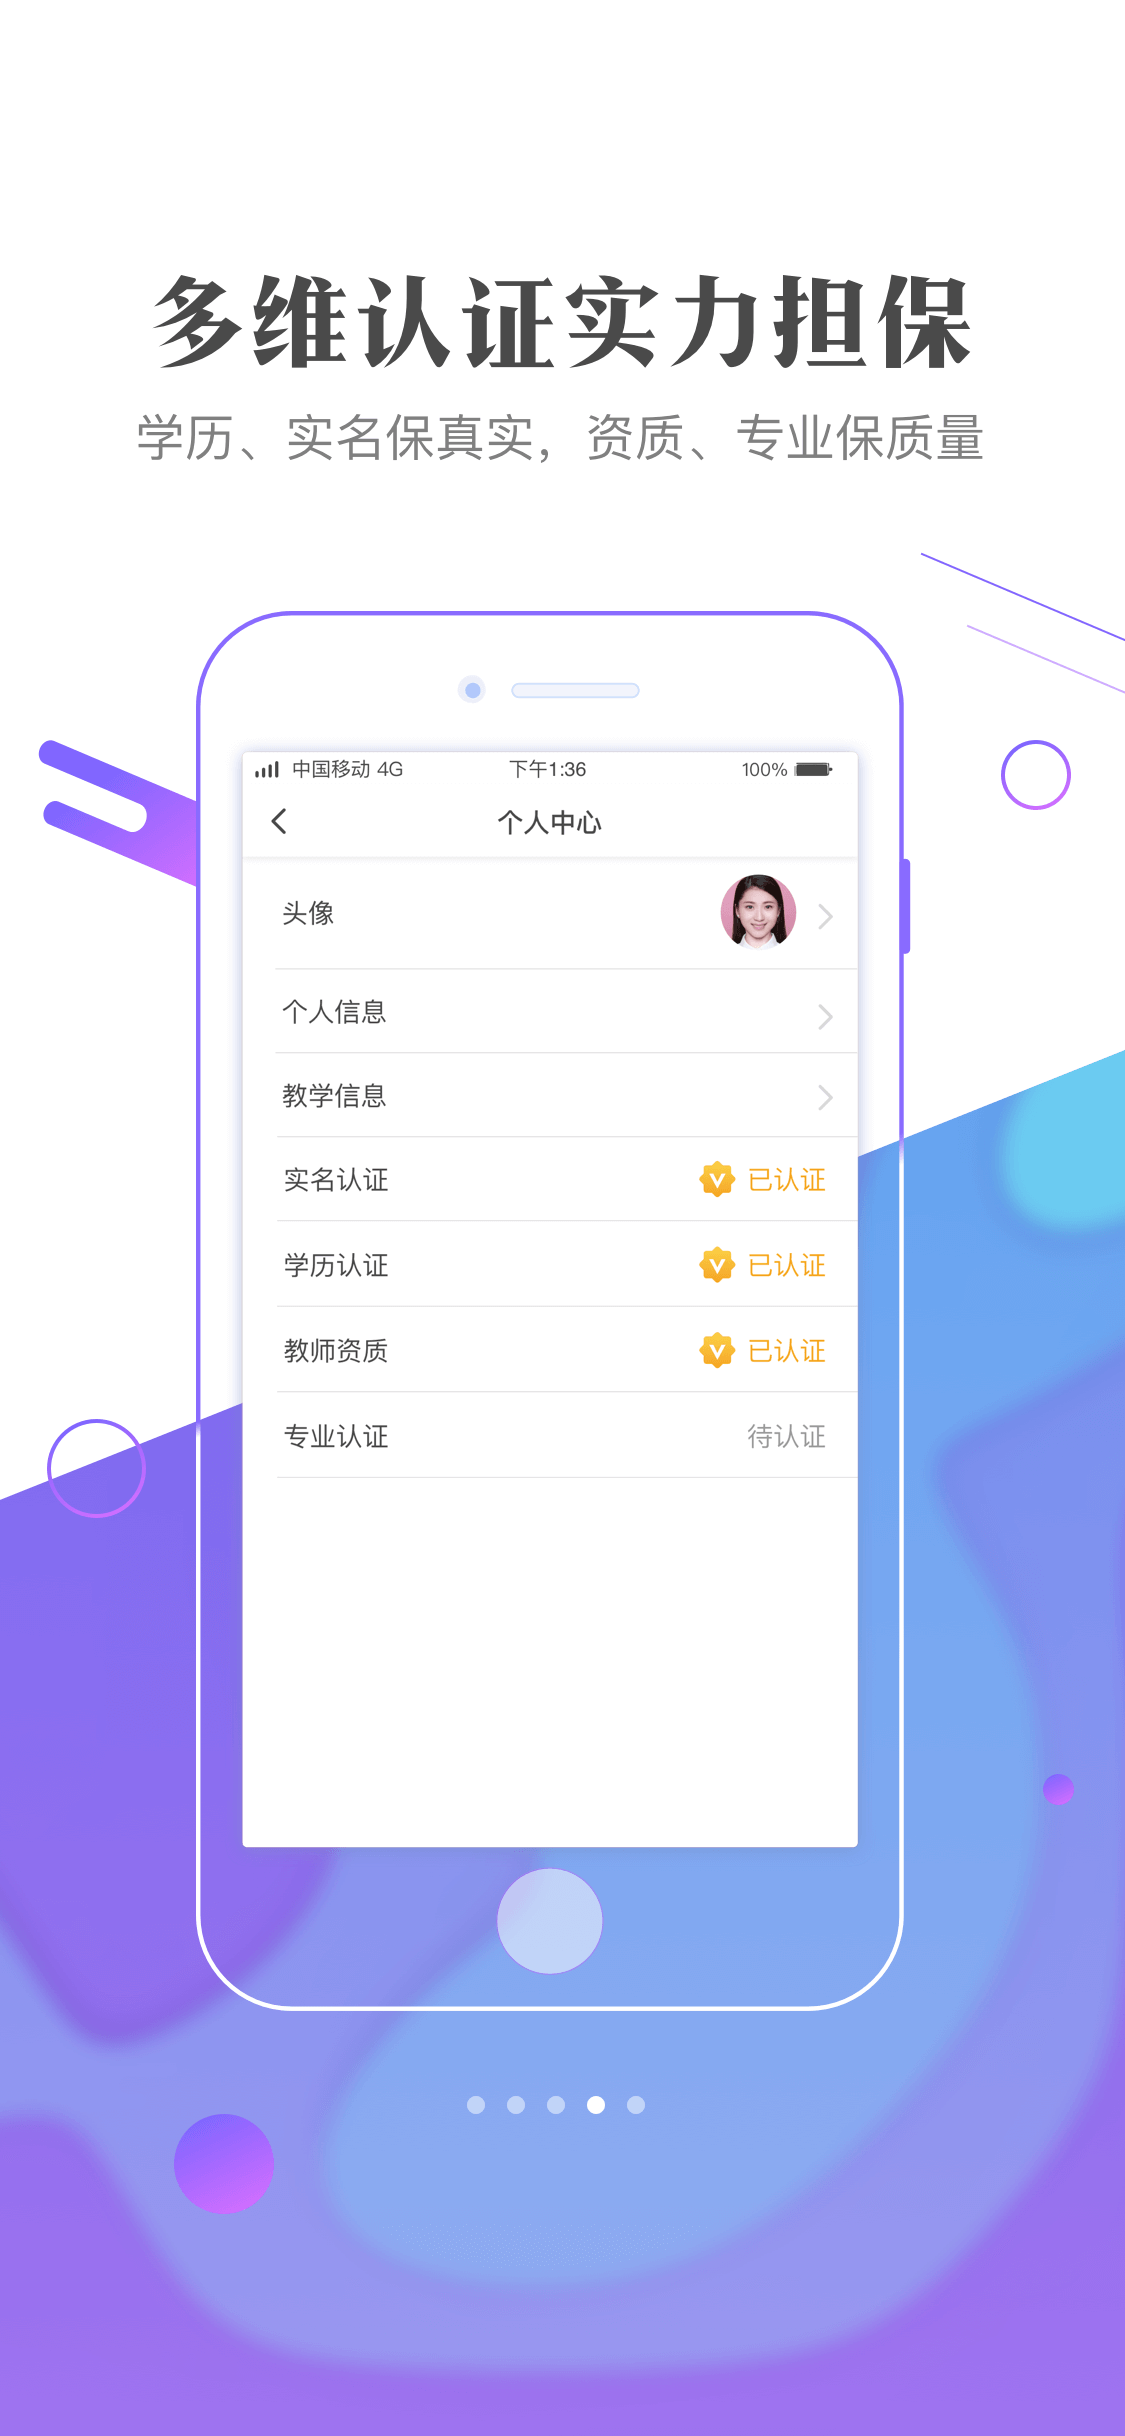 多维认证实力担保
学历、实名保真实，资质、专业保质量
中国移动 4G 下午1:36 100%
个人中心
头像
个人信息
教学信息
实名认证 已认证
学历认证 已认证
教师资质 已认证
专业认证 待认证